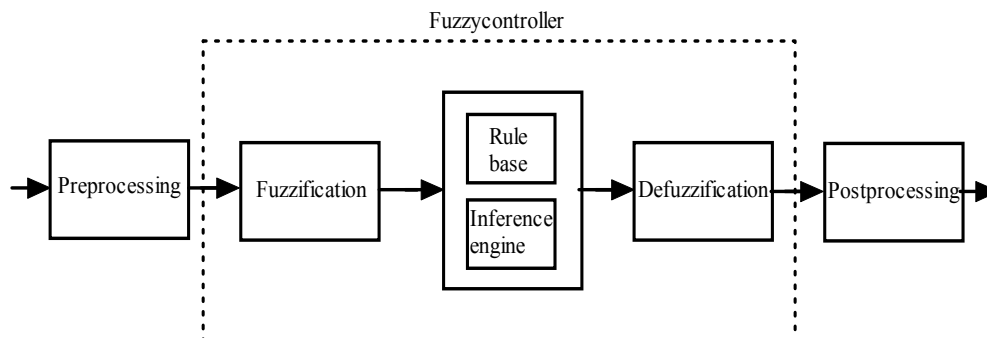 Fuzzycontroller
Preprocessing
Fuzzification
Rule
base
Inference
engine
Defuzzification
Postprocessing